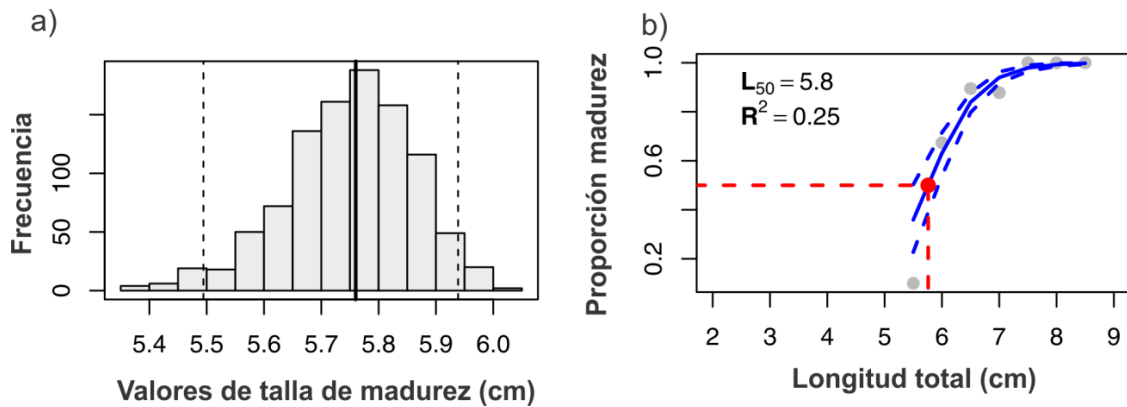 a)
Frecuencia
0
50
100
5.4 5.5 5.6 5.7 5.8 5.9 6.0
Valores de talla de madurez (cm)
b)
Proporción madurez
0.2
0.6
1.0
L50 = 5.8
R² = 0.25
2 3 4 5 6 7 8 9
Longitud total (cm)